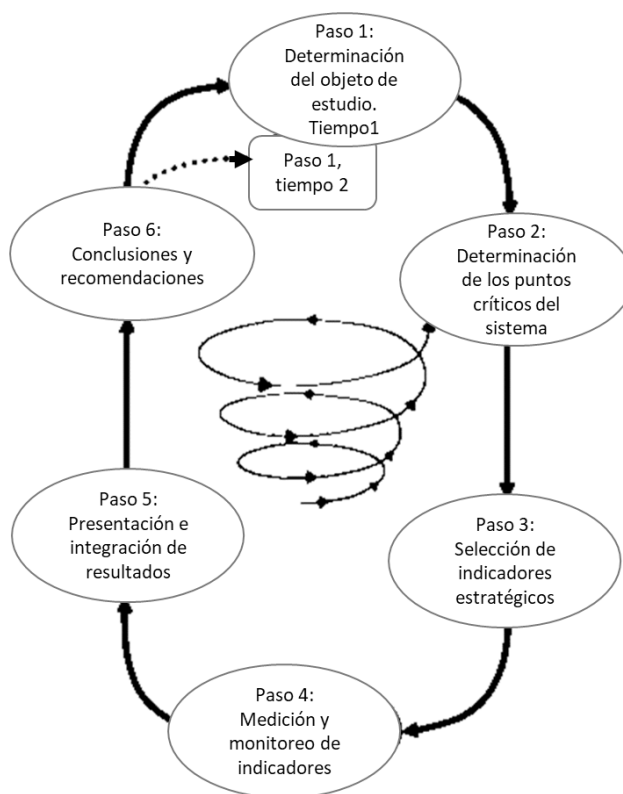 Paso 1:
Determinación
del objeto de
estudio.
Tiempo1
Paso 1,
tiempo 2
Paso 2:
Determinación
de los puntos
críticos del
sistema
Paso 3:
Selección de
indicadores
estratégicos
Paso 4:
Medición y
monitoreo de
indicadores
Paso 5:
Presentación e
integración de
resultados
Paso 6:
Conclusiones y
recomendaciones